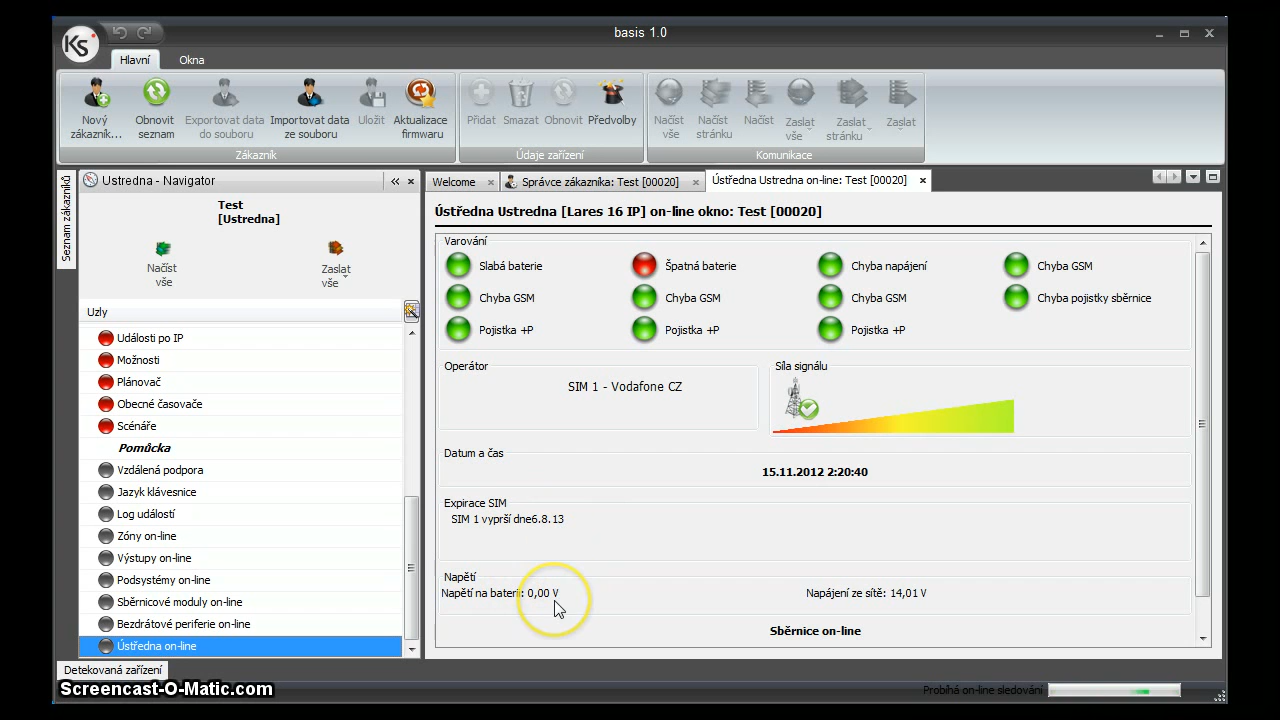 basis 1.0
KS
Hlavní
Okna
Nový zákazník...
Obnovit seznam
Exportovat data do souboru
Importovat data ze souboru
Uložit
Aktualizace firmwaru
Zákazník
Přidat
Smazat
Obnovit
Předvolby
Údaje zařízení
Načíst vše
Načíst stránku
Načíst
Zaslat vše
Zaslat stránku
Zaslat
Komunikace
Seznam zákazníků
Ustredna - Navigator
Test
[Ustredna]
Načíst vše
Zaslat vše
Uzly
Události po IP
Možnosti
Plánovač
Obecné časovače
Scénáře
Pomůcka
Vzdálená podpora
Jazyk klávesnice
Log událostí
Zóny on-line
Výstupy on-line
Podsystémy on-line
Sběrnicové moduly on-line
Bezdrátové periferie on-line
Ústředna on-line
Welcome
Správce zákazníka: Test [00020]
Ústředna Ustredna on-line: Test [00020]
Ústředna Ustredna [Lares 16 IP] on-line okno: Test [00020]
Varování
Slabá baterie
Špatná baterie
Chyba napájení
Chyba GSM
Chyba GSM
Chyba GSM
Chyba GSM
Chyba pojistky sběrnice
Pojistka +P
Pojistka +P
Pojistka +P
Operátor
SIM 1 - Vodafone CZ
Síla signálu
Datum a čas
15.11.2012 2:20:40
Expirace SIM
SIM 1 vyprší dne6.8.13
Napětí
Napětí na baterii: 0,00 V
Napájení ze sítě: 14,01 V
Sběrnice on-line
Detekovaná zařízení
Probíhá on-line sledování
Screencast-O-Matic.com